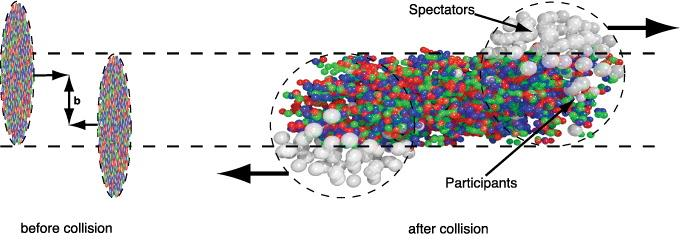 Spectators
b
Participants
before collision
after collision